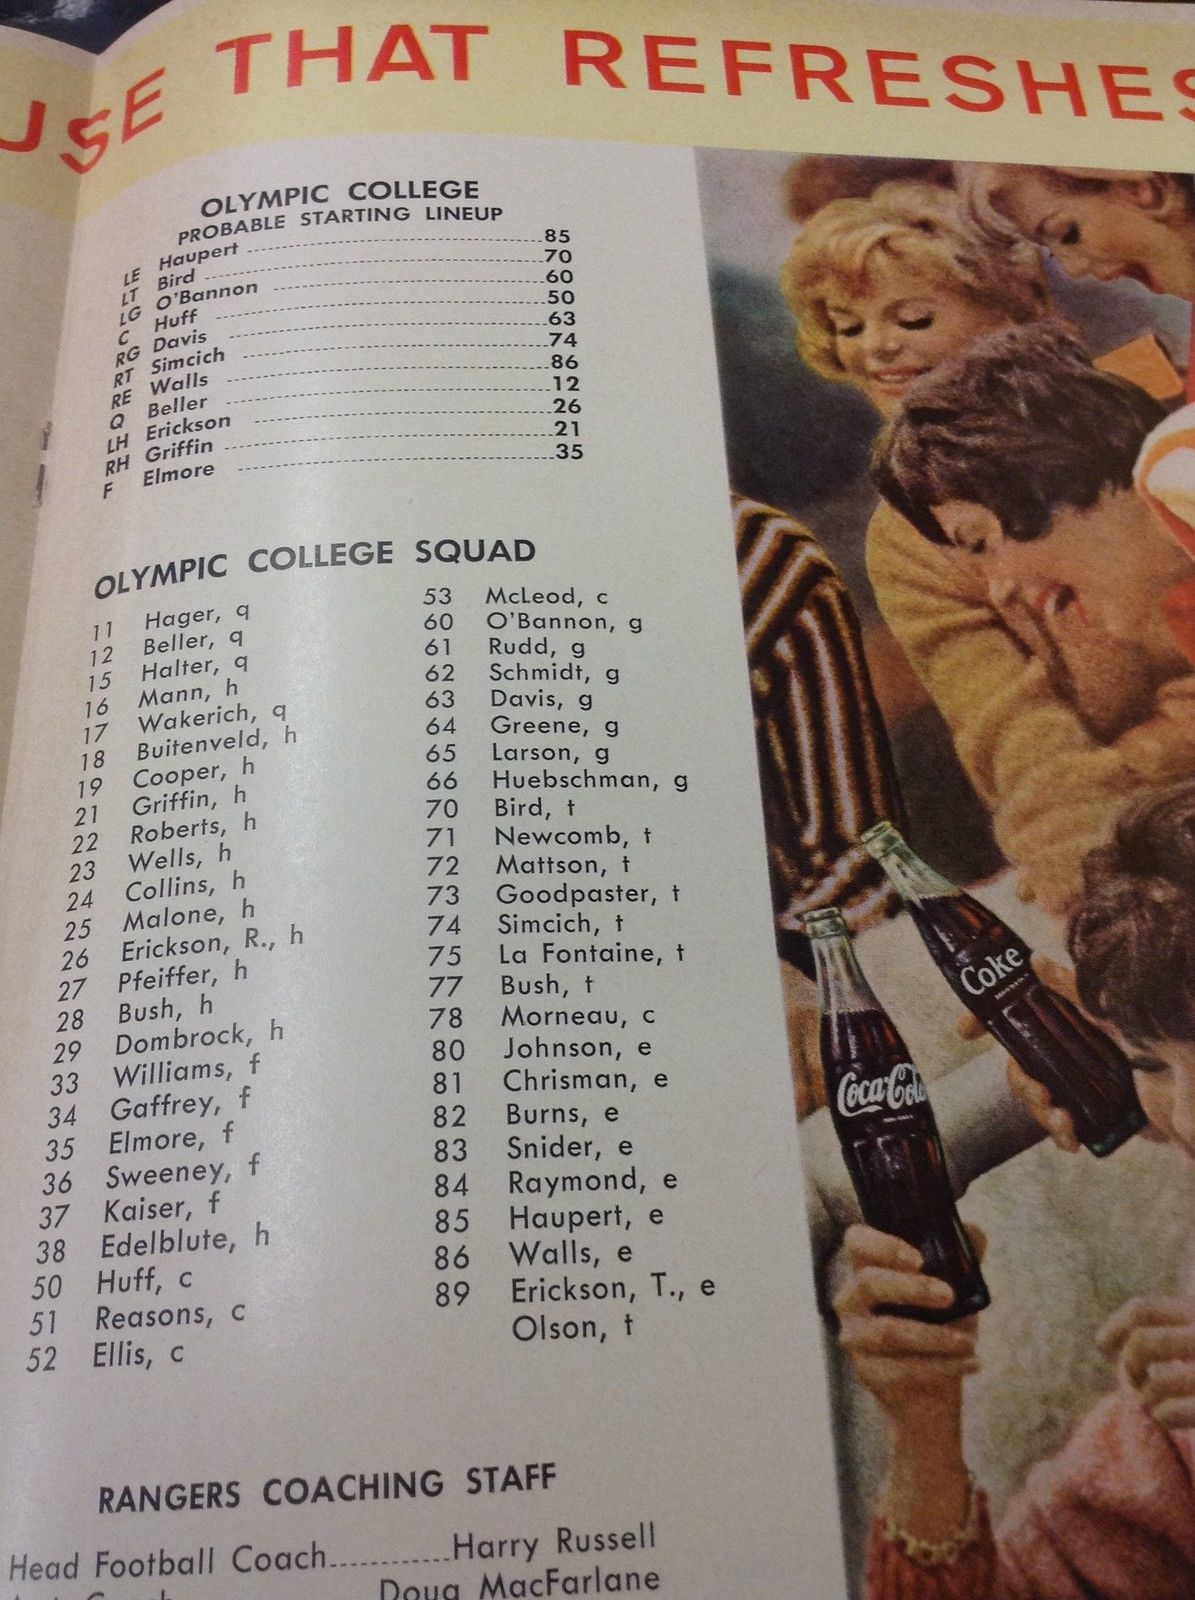 USE THAT REFRESHES
OLYMPIC COLLEGE
PROBABLE STARTING LINEUP
LE Haupert 85
LT Bird 70
LG O'Bannon 60
C Huff 50
RG Davis 63
RT Simcich 74
RE Walls 86
Q Beller 12
LH Erickson 26
RH Griffin 21
F Elmore 35
OLYMPIC COLLEGE SQUAD
11 Hager, q
12 Beller, q
15 Halter, q
16 Mann, h
17 Wakerich, q
18 Buitenveld, h
19 Cooper, h
21 Griffin, h
22 Roberts, h
23 Wells, h
24 Collins, h
25 Malone, h
26 Erickson, R., h
27 Pfeiffer, h
28 Bush, h
29 Dombrock, h
33 Williams, f
34 Gaffrey, f
35 Elmore, f
36 Sweeney, f
37 Kaiser, f
38 Edelblute, h
50 Huff, c
51 Reasons, c
52 Ellis, c
53 McLeod, c
60 O'Bannon, g
61 Rudd, g
62 Schmidt, g
63 Davis, g
64 Greene, g
65 Larson, g
66 Huebschman, g
70 Bird, t
71 Newcomb, t
72 Mattson, t
73 Goodpaster, t
74 Simcich, t
75 La Fontaine, t
77 Bush, t
78 Morneau, c
80 Johnson, e
81 Chrisman, e
82 Burns, e
83 Snider, e
84 Raymond, e
85 Haupert, e
86 Walls, e
89 Erickson, T., e
Olson, t
RANGERS COACHING STAFF
Head Football Coach Harry Russell
Doug MacFarlane
Coke
Coca-Cola